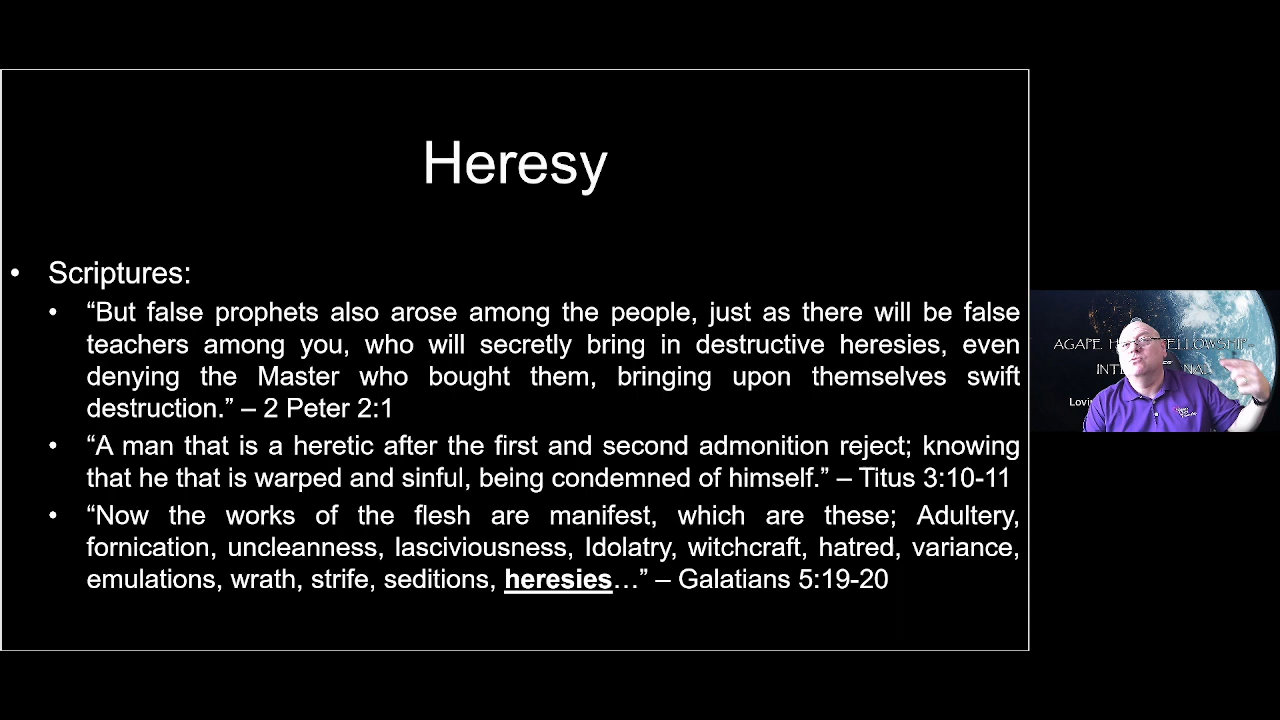 Heresy
• Scriptures:
• “But false prophets also arose among the people, just as there will be false
teachers among you, who will secretly bring in destructive heresies, even
denying the Master who bought them, bringing upon themselves swift
destruction.” – 2 Peter 2:1
• “A man that is a heretic after the first and second admonition reject; knowing
that he that is warped and sinful, being condemned of himself.” – Titus 3:10-11
• “Now the works of the flesh are manifest, which are these; Adultery,
fornication, uncleanness, lasciviousness, Idolatry, witchcraft, hatred, variance,
emulations, wrath, strife, seditions, heresies…” – Galatians 5:19-20
AGAPE